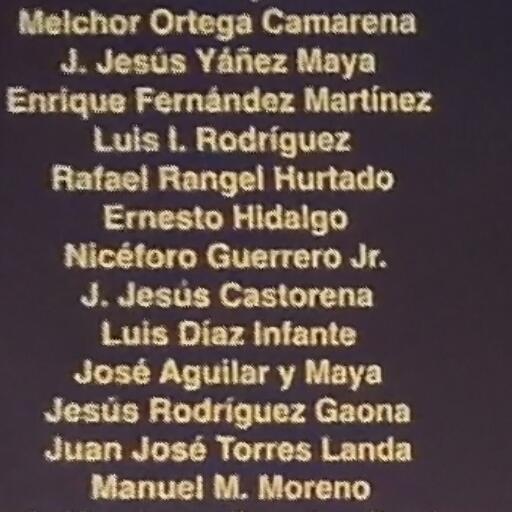 Melchor Ortega Camarena
J. Jesús Yáñez Maya
Enrique Fernández Martínez
Luis I. Rodríguez
Rafael Rangel Hurtado
Ernesto Hidalgo
Nicéforo Guerrero Jr.
J. Jesús Castorena
Luis Díaz Infante
José Aguilar y Maya
Jesús Rodríguez Gaona
Juan José Torres Landa
Manuel M. Moreno